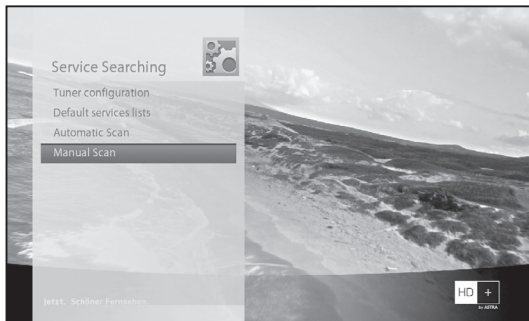 Service Searching
Tuner configuration
Default services lists
Automatic Scan
Manual Scan
Jetzt. Schöner Fernsehen.
HD +
by ASTRA